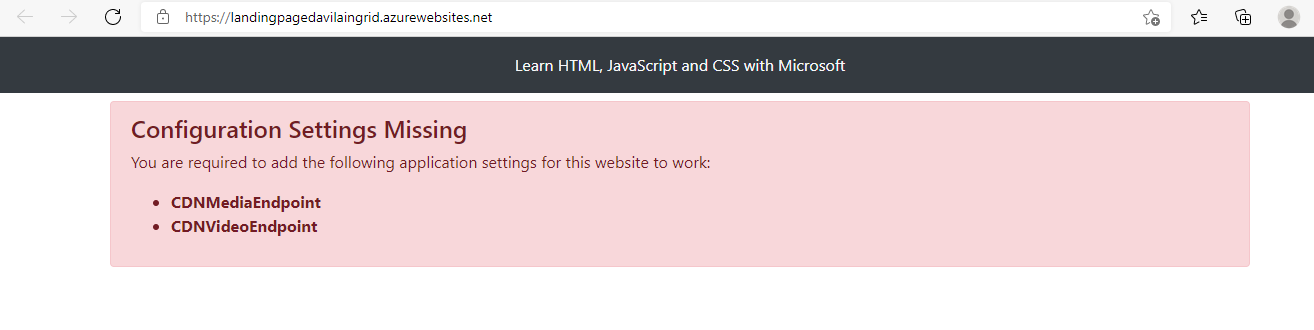 https://landingpagedavilaingrid.azurewebsites.net
Learn HTML, JavaScript and CSS with Microsoft
Configuration Settings Missing
You are required to add the following application settings for this website to work:
• CDNMediaEndpoint
• CDNVideoEndpoint